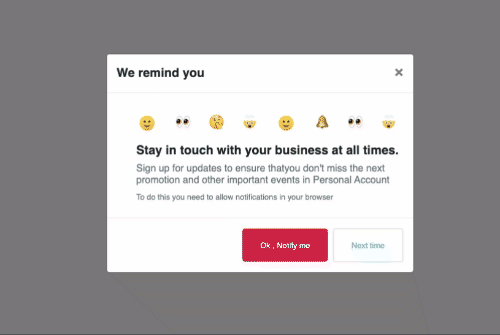 We remind you
Stay in touch with your business at all times.
Sign up for updates to ensure thatyou don't miss the next
promotion and other important events in Personal Account
To do this you need to allow notifications in your browser
Ok , Notify me
Next time